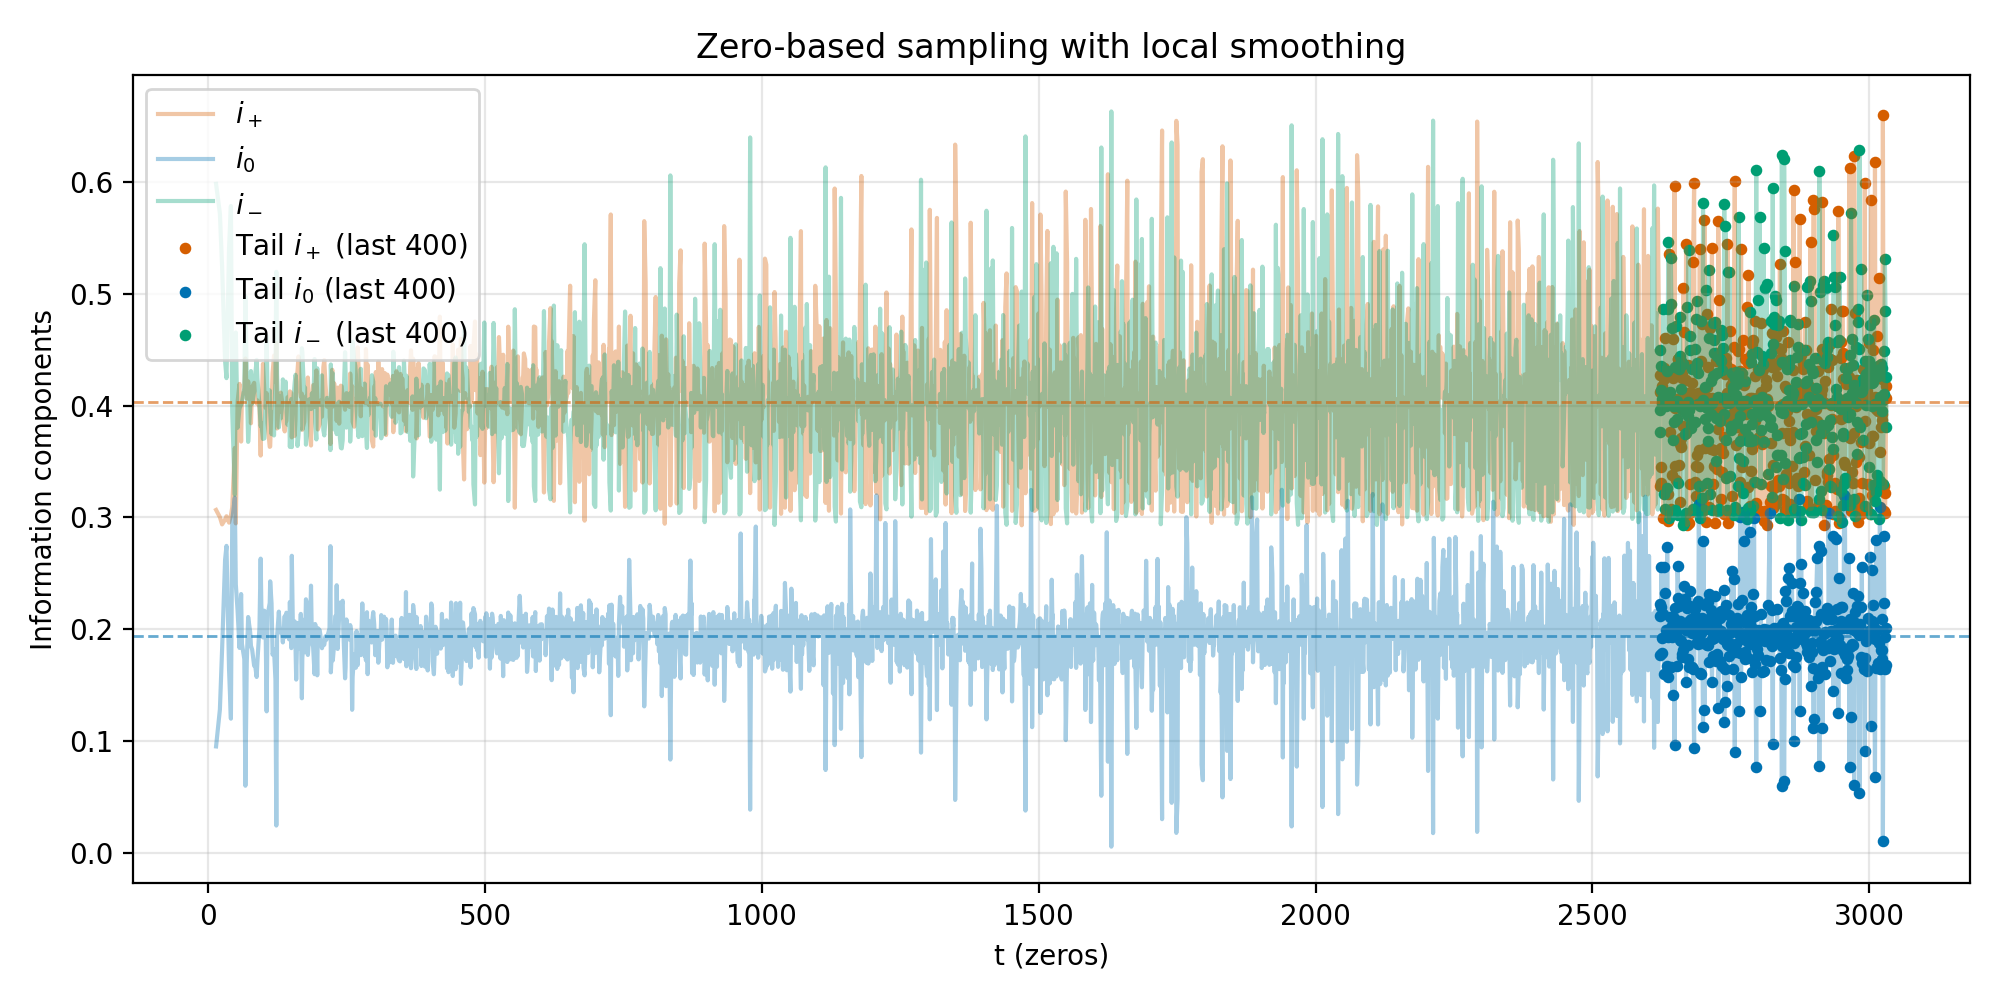 Zero-based sampling with local smoothing
i₊
i₀
i₋
Tail i₊ (last 400)
Tail i₀ (last 400)
Tail i₋ (last 400)
Information components
0.6
0.5
0.4
0.3
0.2
0.1
0.0
0 500 1000 1500 2000 2500 3000
t (zeros)